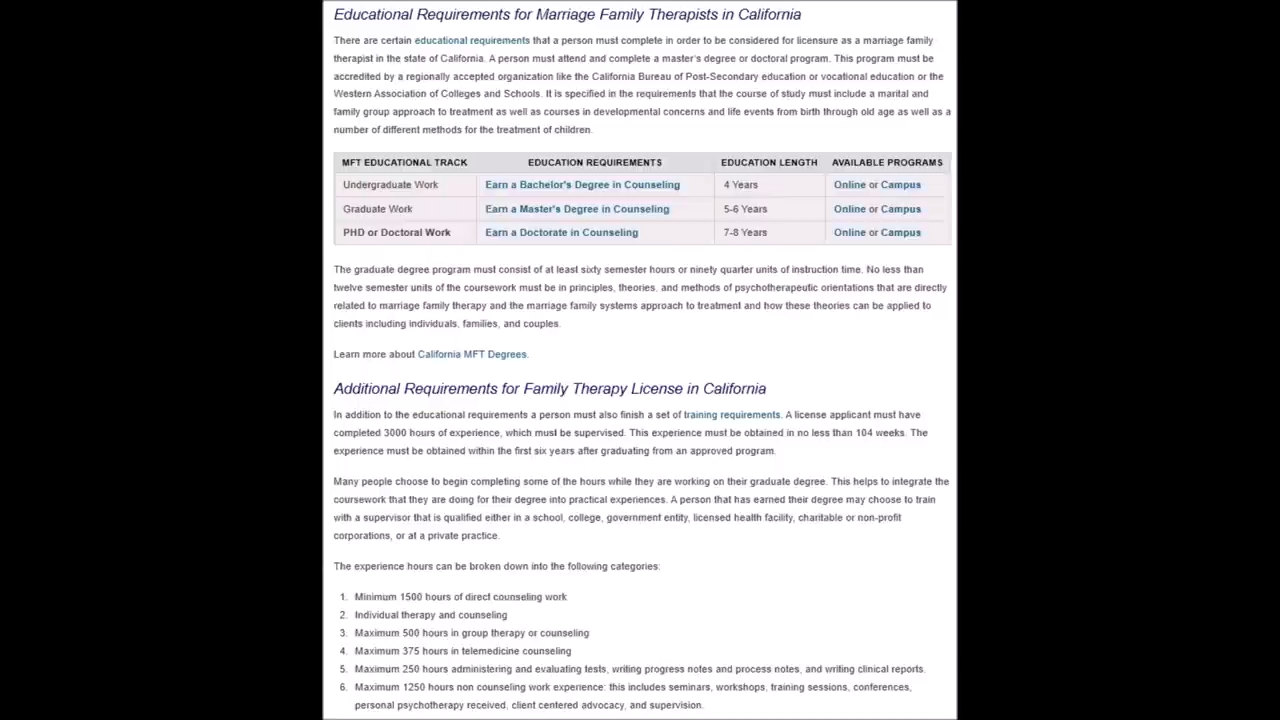 Educational Requirements for Marriage Family Therapists in California
There are certain educational requirements that a person must complete in order to be considered for licensure as a marriage family
therapist in the state of California. A person must attend and complete a master's degree or doctoral program. This program must be
accredited by a regionally accepted organization like the California Bureau of Post-Secondary education or vocational education or the
Western Association of Colleges and Schools. It is specified in the requirements that the course of study must include a marital and
family group approach to treatment as well as courses in developmental concerns and life events from birth through old age as well as a
number of different methods for the treatment of children.
MFT EDUCATIONAL TRACK EDUCATION REQUIREMENTS EDUCATION LENGTH AVAILABLE PROGRAMS
Undergraduate Work Earn a Bachelor's Degree in Counseling 4 Years Online or Campus
Graduate Work Earn a Master's Degree in Counseling 5-6 Years Online or Campus
PHD or Doctoral Work Earn a Doctorate in Counseling 7-8 Years Online or Campus
The graduate degree program must consist of at least sixty semester hours or ninety quarter units of instruction time. No less than
twelve semester units of the coursework must be in principles, theories, and methods of psychotherapeutic orientations that are directly
related to marriage family therapy and the marriage family systems approach to treatment and how these theories can be applied to
clients including individuals, families, and couples.
Learn more about California MFT Degrees.
Additional Requirements for Family Therapy License in California
In addition to the educational requirements a person must also finish a set of training requirements. A license applicant must have
completed 3000 hours of experience, which must be supervised. This experience must be obtained in no less than 104 weeks. The
experience must be obtained within the first six years after graduating from an approved program.
Many people choose to begin completing some of the hours while they are working on their graduate degree. This helps to integrate the
coursework that they are doing for their degree into practical experiences. A person that has earned their degree may choose to train
with a supervisor that is qualified either in a school, college, government entity, licensed health facility, charitable or non-profit
corporations, or at a private practice.
The experience hours can be broken down into the following categories:
1. Minimum 1500 hours of direct counseling work
2. Individual therapy and counseling
3. Maximum 500 hours in group therapy or counseling
4. Maximum 375 hours in telemedicine counseling
5. Maximum 250 hours administering and evaluating tests, writing progress notes and process notes, and writing clinical reports.
6. Maximum 1250 hours non counseling work experience: this includes seminars, workshops, training sessions, conferences,
personal psychotherapy received, client centered advocacy, and supervision.